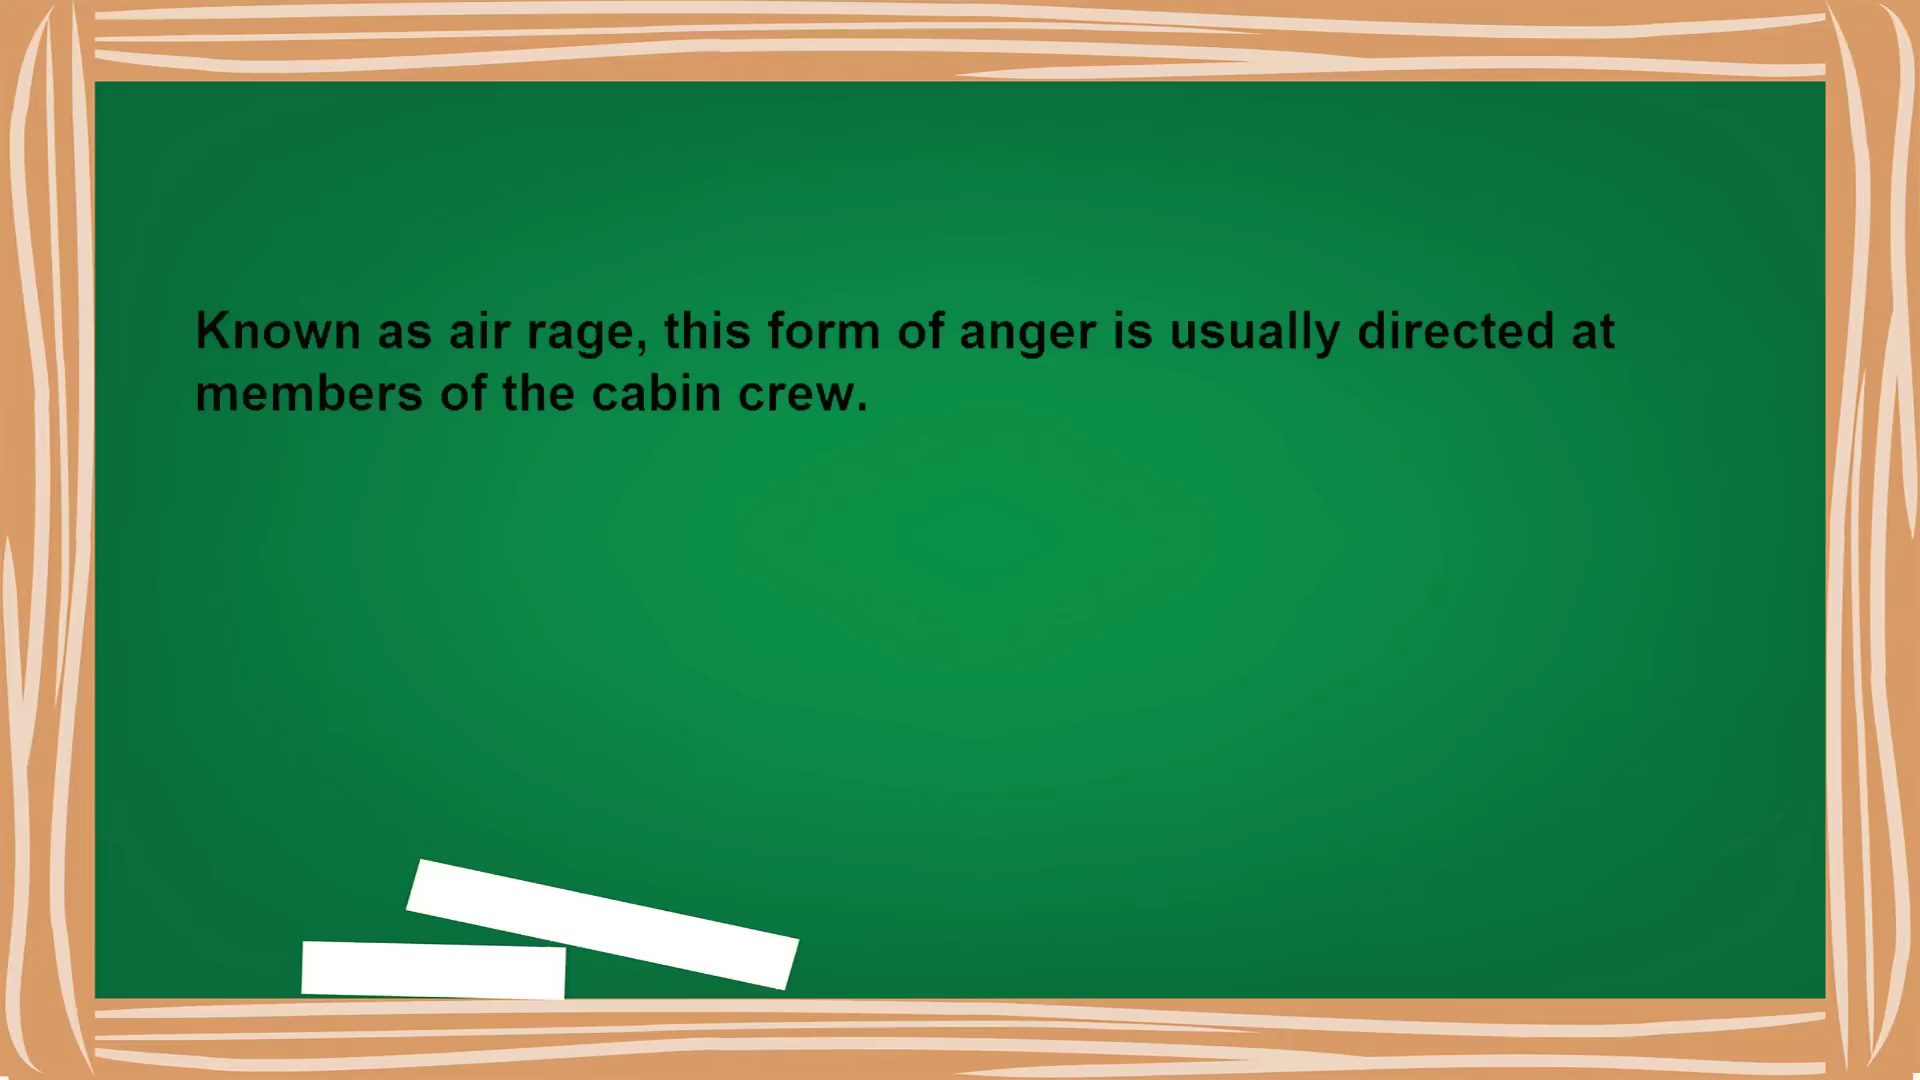 Known as air rage, this form of anger is usually directed at
members of the cabin crew.